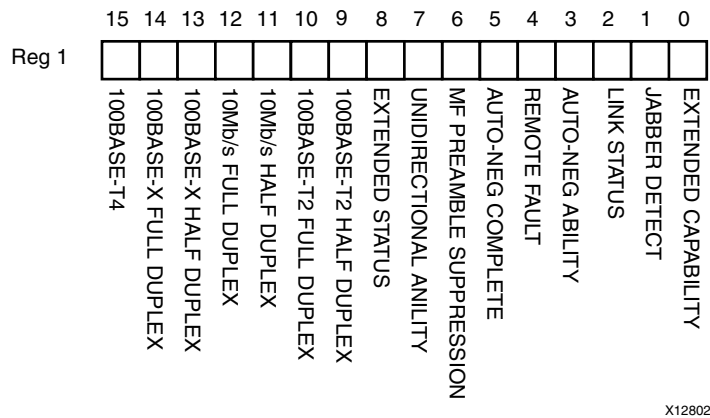 15 14 13 12 11 10 9 8 7 6 5 4 3 2 1 0
Reg 1
100BASE-T4
100BASE-X FULL DUPLEX
100BASE-X HALF DUPLEX
10Mb/s FULL DUPLEX
10Mb/s HALF DUPLEX
100BASE-T2 FULL DUPLEX
100BASE-T2 HALF DUPLEX
EXTENDED STATUS
UNIDIRECTIONAL ANILITY
MF PREAMBLE SUPPRESSION
AUTO-NEG COMPLETE
REMOTE FAULT
AUTO-NEG ABILITY
LINK STATUS
JABBER DETECT
EXTENDED CAPABILITY
X12802